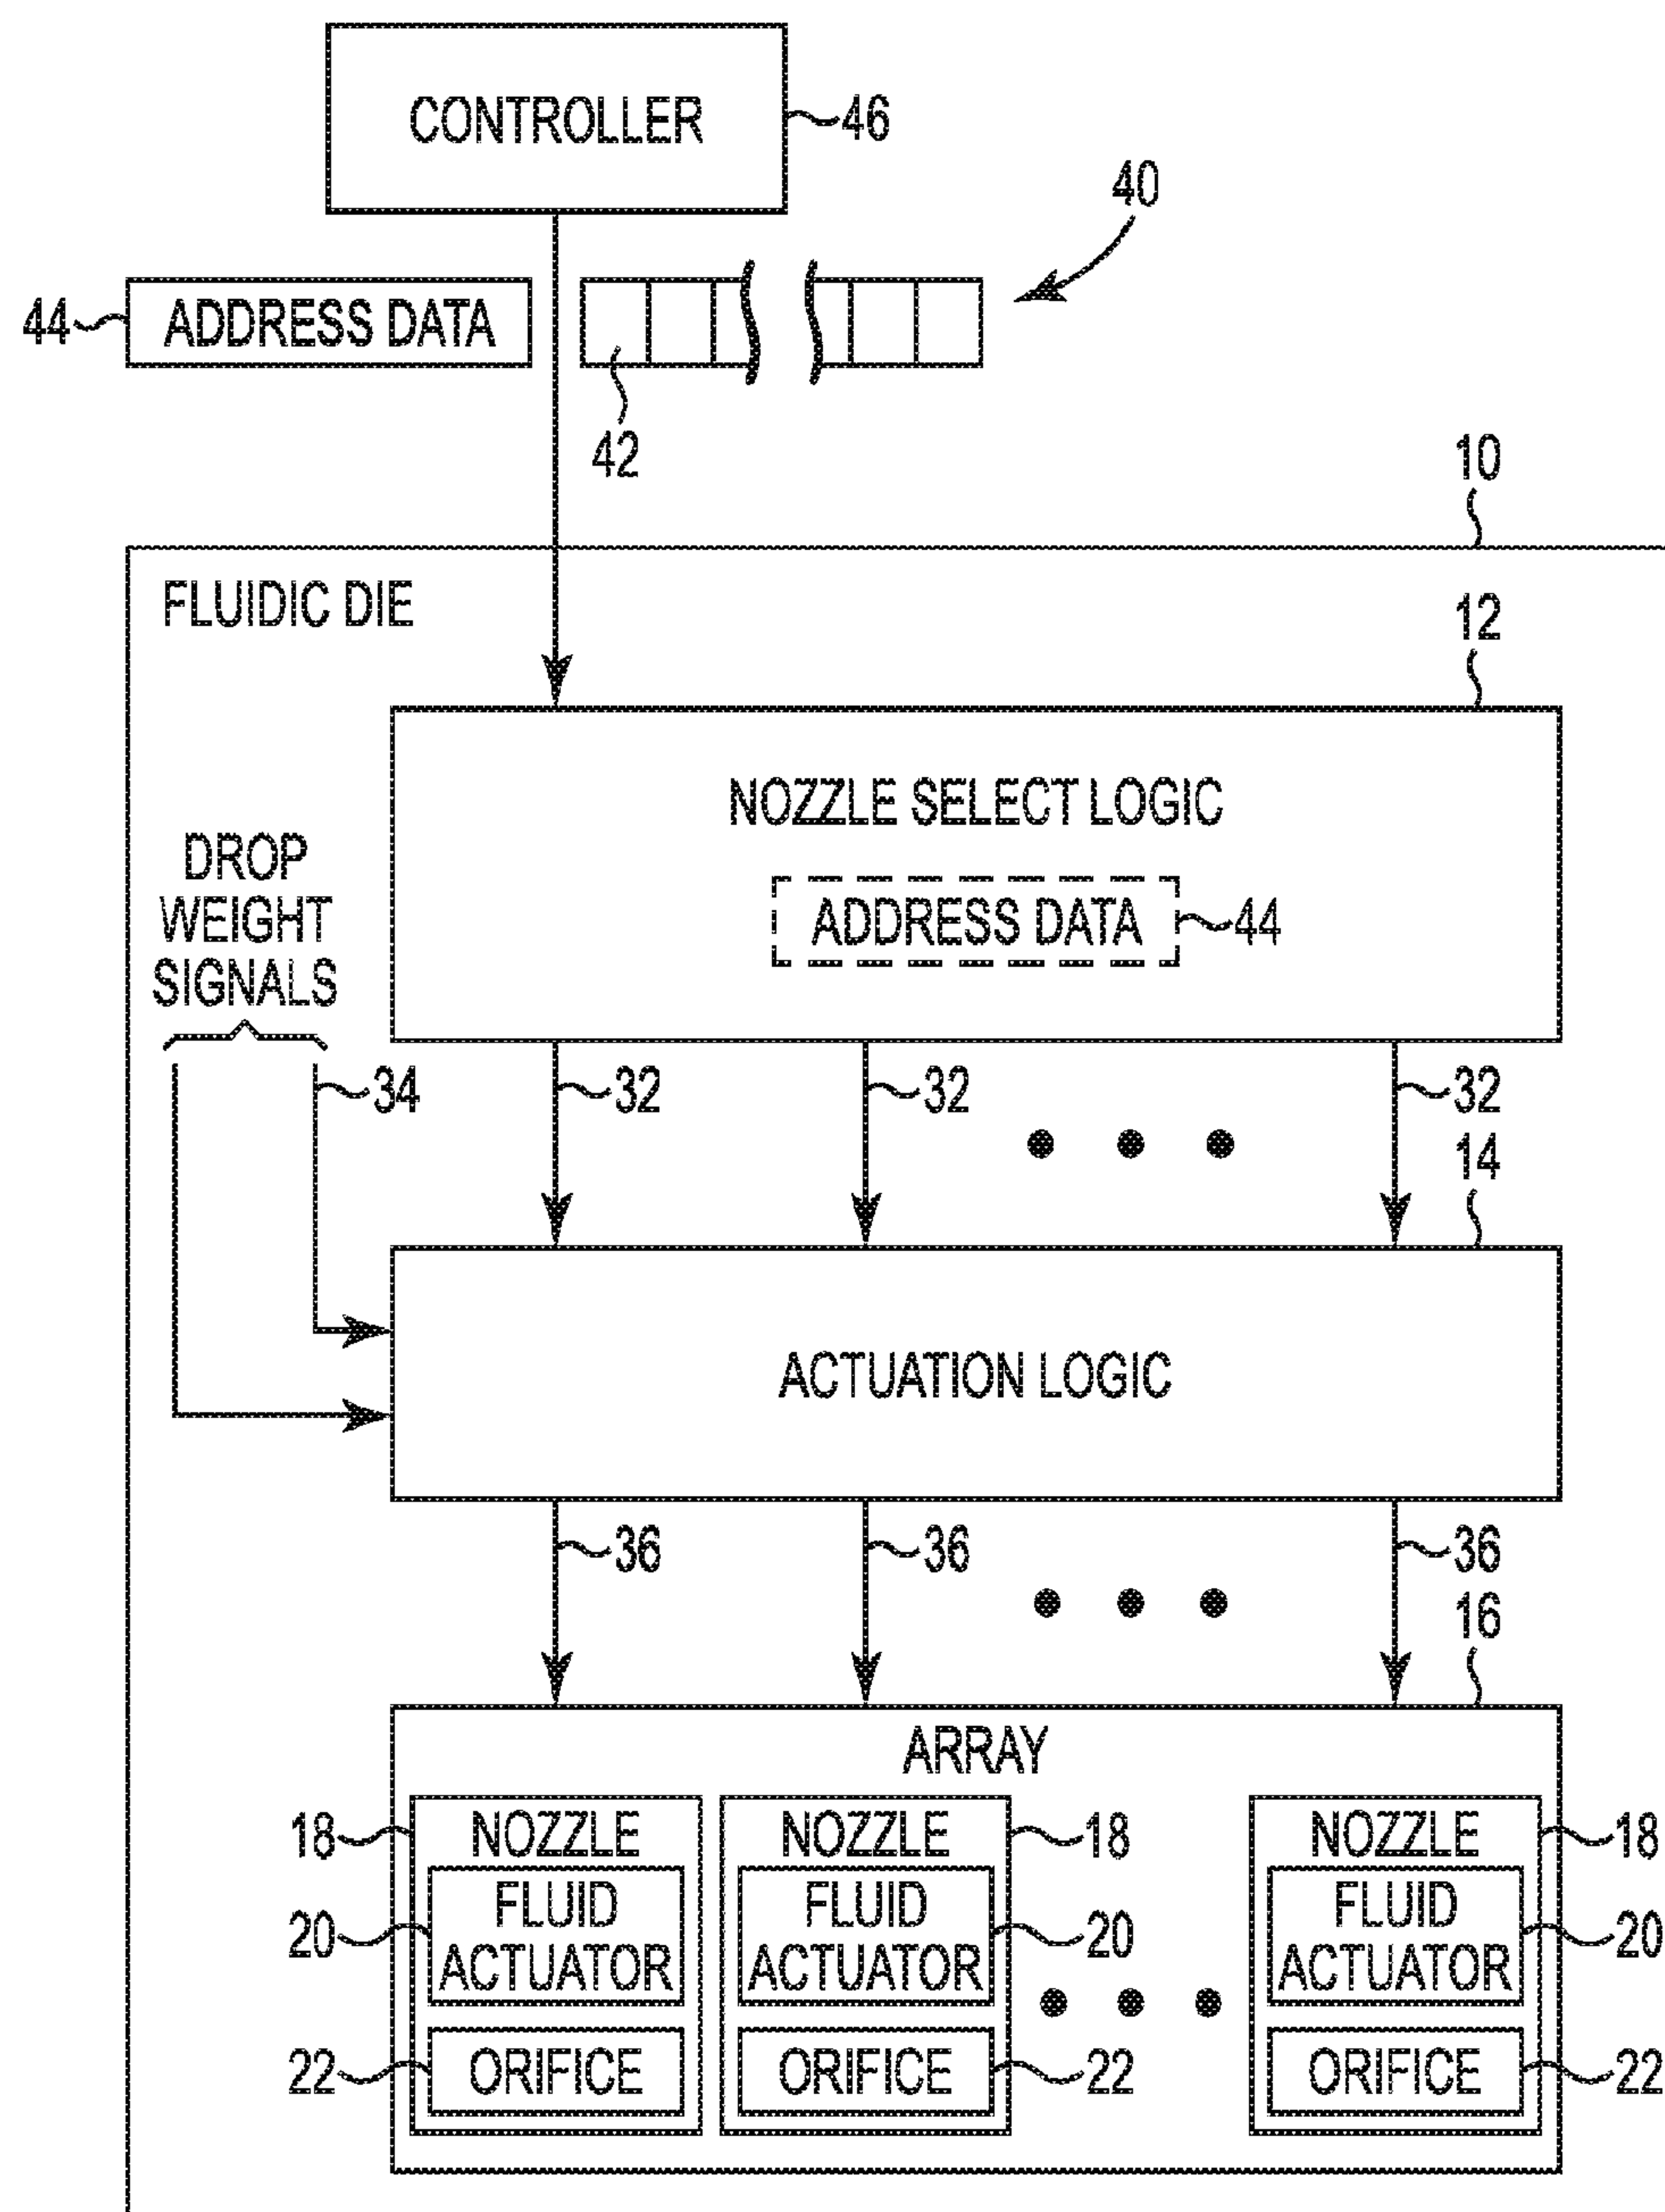 CONTROLLER
46
40
44
ADDRESS DATA
42
10
FLUIDIC DIE
12
NOZZLE SELECT LOGIC
ADDRESS DATA
44
DROP
WEIGHT
SIGNALS
34
32
32
32
14
ACTUATION LOGIC
36
36
36
16
ARRAY
18
NOZZLE
NOZZLE
18
NOZZLE
18
20
FLUID
ACTUATOR
FLUID
ACTUATOR
20
FLUID
ACTUATOR
20
22
ORIFICE
ORIFICE
22
ORIFICE
22